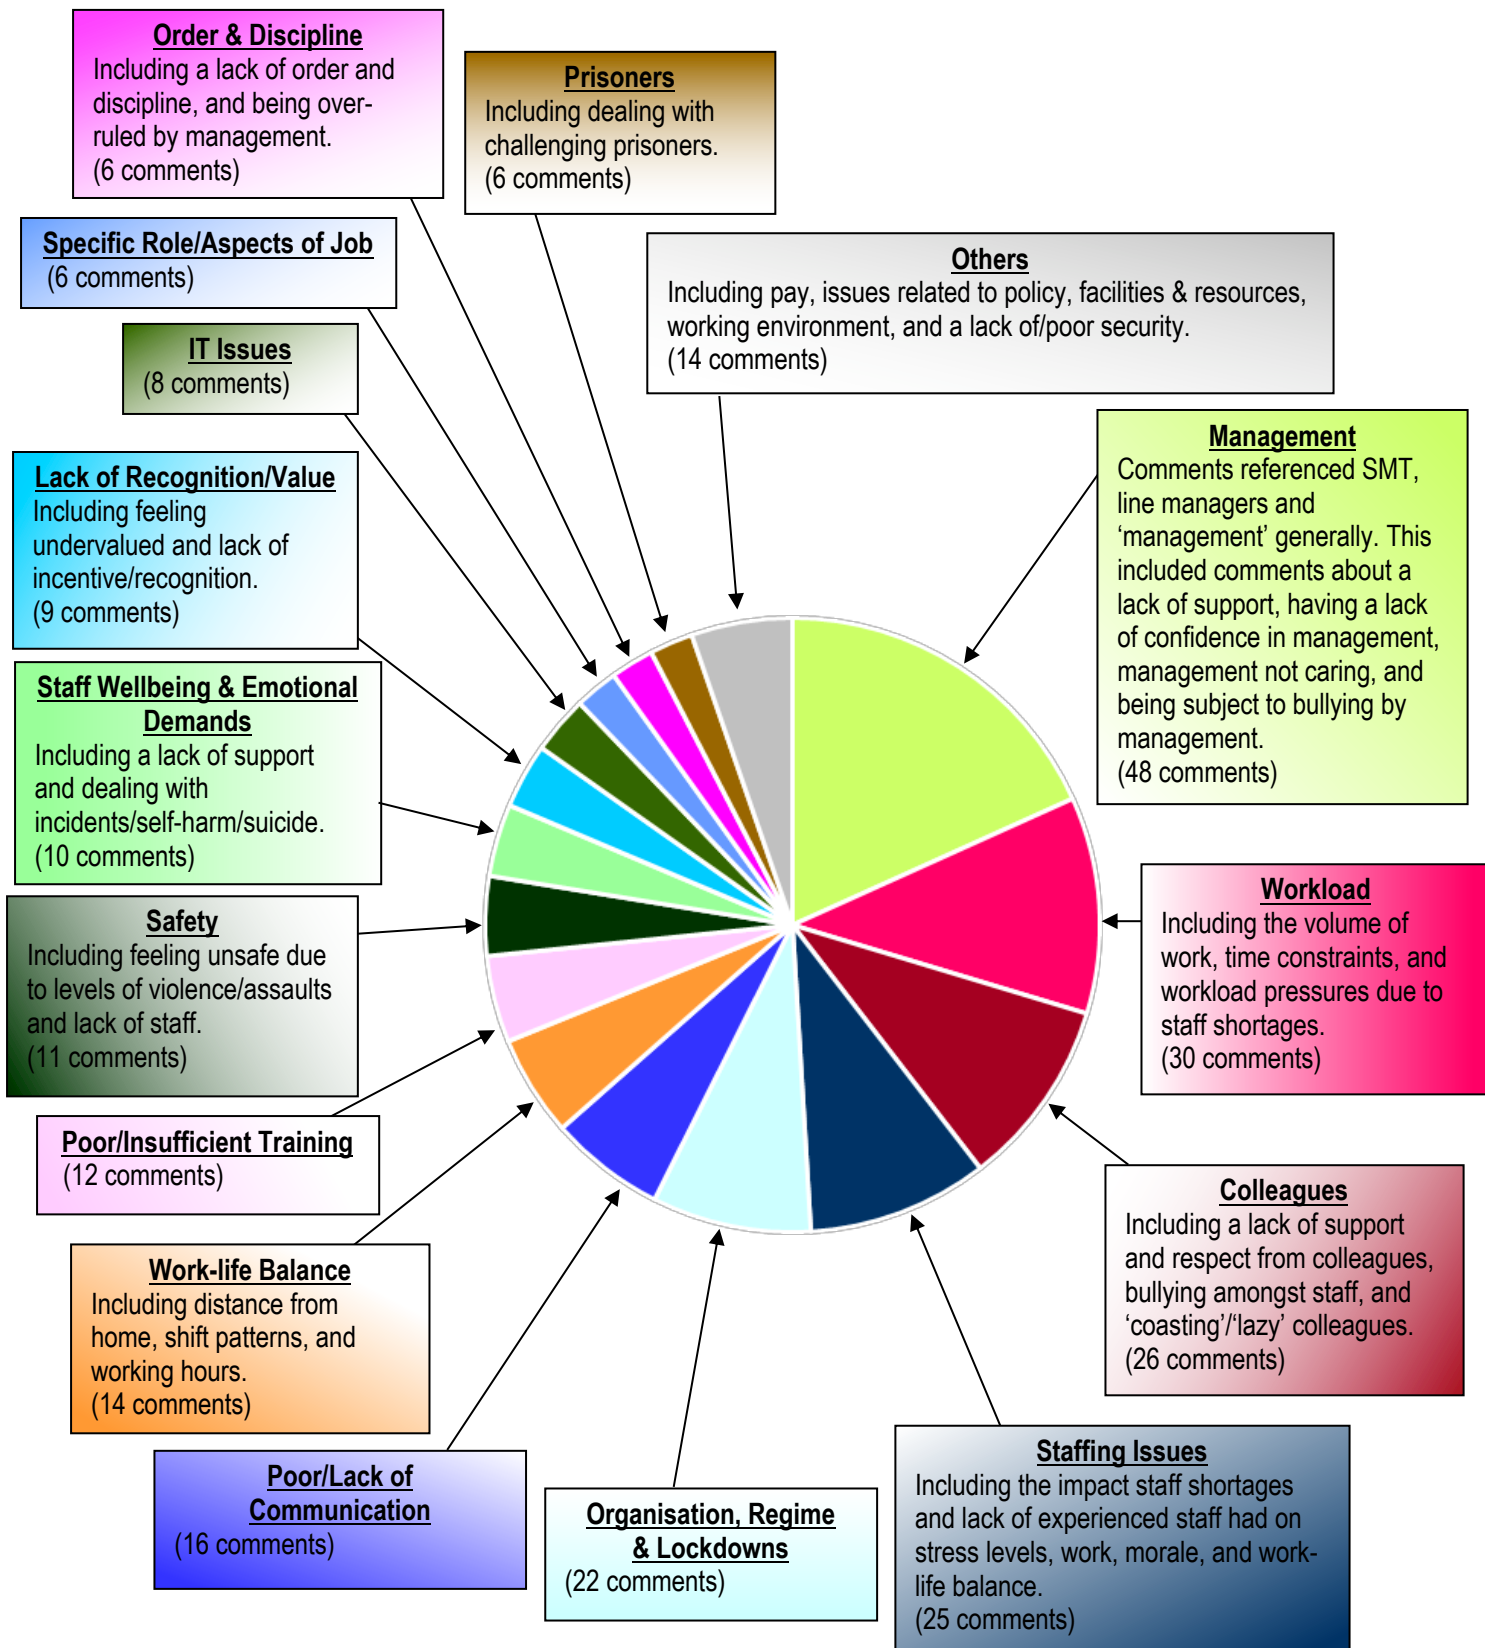 Order & Discipline
Including a lack of order and
discipline, and being over-
ruled by management.
(6 comments)
Prisoners
Including dealing with
challenging prisoners.
(6 comments)
Specific Role/Aspects of Job
(6 comments)
Others
Including pay, issues related to policy, facilities & resources,
working environment, and a lack of/poor security.
(14 comments)
IT Issues
(8 comments)
Management
Comments referenced SMT,
line managers and
‘management’ generally. This
included comments about a
lack of support, having a lack
of confidence in management,
management not caring, and
being subject to bullying by
management.
(48 comments)
Lack of Recognition/Value
Including feeling
undervalued and lack of
incentive/recognition.
(9 comments)
Staff Wellbeing & Emotional
Demands
Including a lack of support
and dealing with
incidents/self-harm/suicide.
(10 comments)
Workload
Including the volume of
work, time constraints, and
workload pressures due to
staff shortages.
(30 comments)
Safety
Including feeling unsafe due
to levels of violence/assaults
and lack of staff.
(11 comments)
Poor/Insufficient Training
(12 comments)
Colleagues
Including a lack of support
and respect from colleagues,
bullying amongst staff, and
‘coasting’/‘lazy’ colleagues.
(26 comments)
Work-life Balance
Including distance from
home, shift patterns, and
working hours.
(14 comments)
Staffing Issues
Including the impact staff shortages
and lack of experienced staff had on
stress levels, work, morale, and work-
life balance.
(25 comments)
Poor/Lack of
Communication
(16 comments)
Organisation, Regime
& Lockdowns
(22 comments)